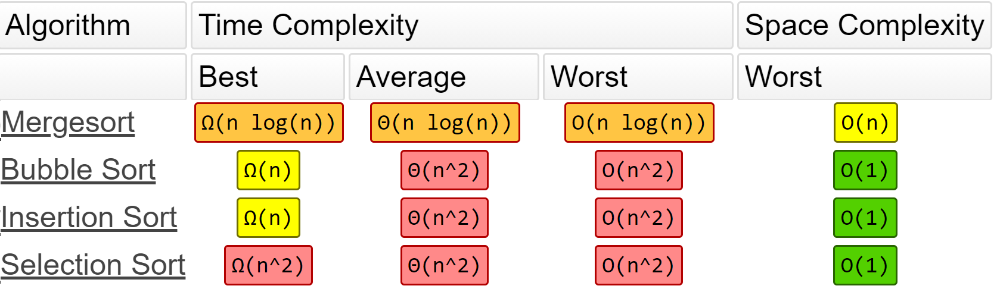 Algorithm Time Complexity Space Complexity
Best Average Worst Worst
Mergesort Ω(n log(n)) Θ(n log(n)) O(n log(n)) O(n)
Bubble Sort Ω(n) Θ(n^2) O(n^2) O(1)
Insertion Sort Ω(n) Θ(n^2) O(n^2) O(1)
Selection Sort Ω(n^2) Θ(n^2) O(n^2) O(1)